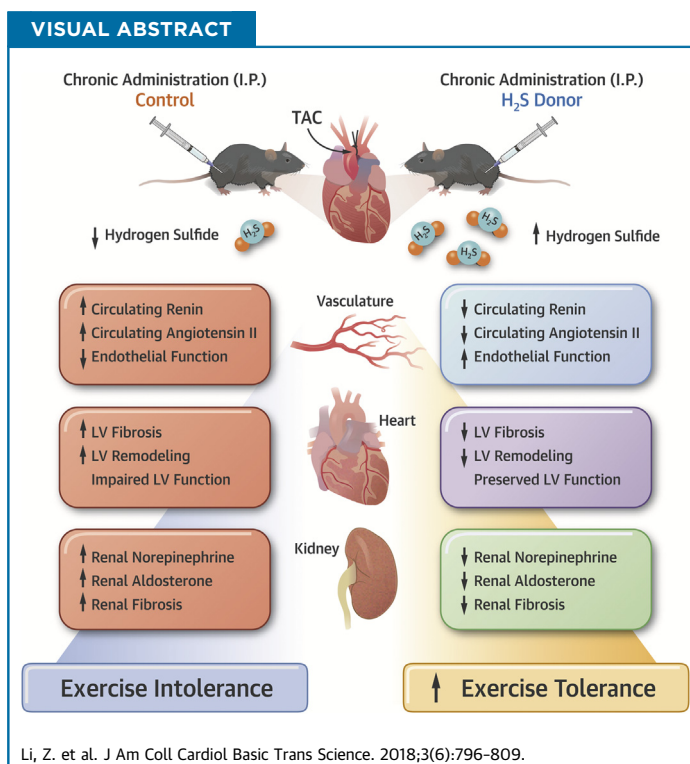 VISUAL ABSTRACT
Chronic Administration (I.P.)
Control
Chronic Administration (I.P.)
H₂S Donor
TAC
↓ Hydrogen Sulfide
H₂S
H₂S
H₂S
H₂S
↑ Hydrogen Sulfide
↑ Circulating Renin
↑ Circulating Angiotensin II
↓ Endothelial Function
Vasculature
↓ Circulating Renin
↓ Circulating Angiotensin II
↑ Endothelial Function
↑ LV Fibrosis
↑ LV Remodeling
Impaired LV Function
Heart
↓ LV Fibrosis
↓ LV Remodeling
Preserved LV Function
↑ Renal Norepinephrine
↑ Renal Aldosterone
↑ Renal Fibrosis
Kidney
↓ Renal Norepinephrine
↓ Renal Aldosterone
↓ Renal Fibrosis
Exercise Intolerance
↑ Exercise Tolerance
Li, Z. et al. J Am Coll Cardiol Basic Trans Science. 2018;3(6):796–809.